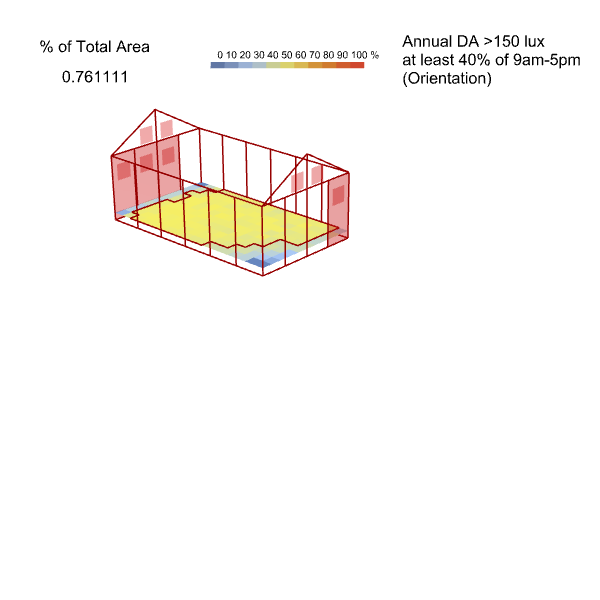 % of Total Area
0.761111
0 10 20 30 40 50 60 70 80 90 100 %
Annual DA >150 lux
at least 40% of 9am-5pm
(Orientation)